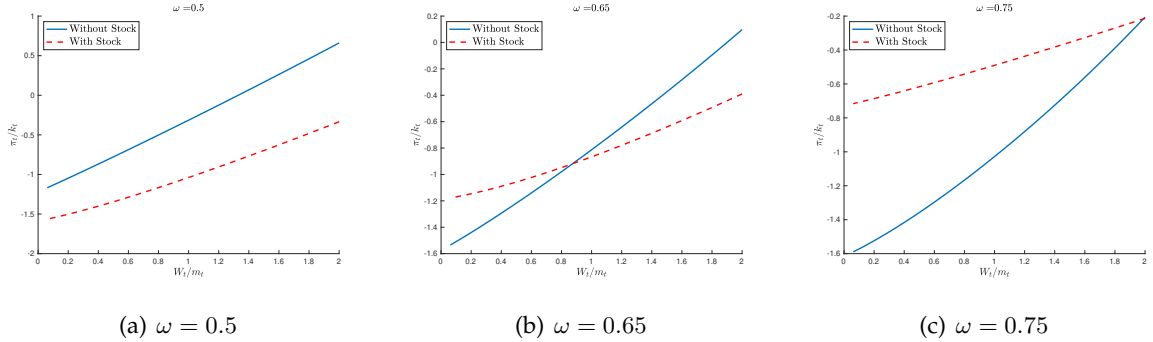 ω =0.5
1
0.5
0
-0.5
-1
-1.5
-2
π_t/k_t
Without Stock
With Stock
0 0.2 0.4 0.6 0.8 1 1.2 1.4 1.6 1.8 2
W_t/m_t
(a) ω = 0.5
ω =0.65
0.2
0
-0.2
-0.4
-0.6
-0.8
-1
-1.2
-1.4
-1.6
π_t/k_t
Without Stock
With Stock
0 0.2 0.4 0.6 0.8 1 1.2 1.4 1.6 1.8 2
W_t/m_t
(b) ω = 0.65
ω =0.75
-0.2
-0.4
-0.6
-0.8
-1
-1.2
-1.4
-1.6
π_t/k_t
Without Stock
With Stock
0 0.2 0.4 0.6 0.8 1 1.2 1.4 1.6 1.8 2
W_t/m_t
(c) ω = 0.75